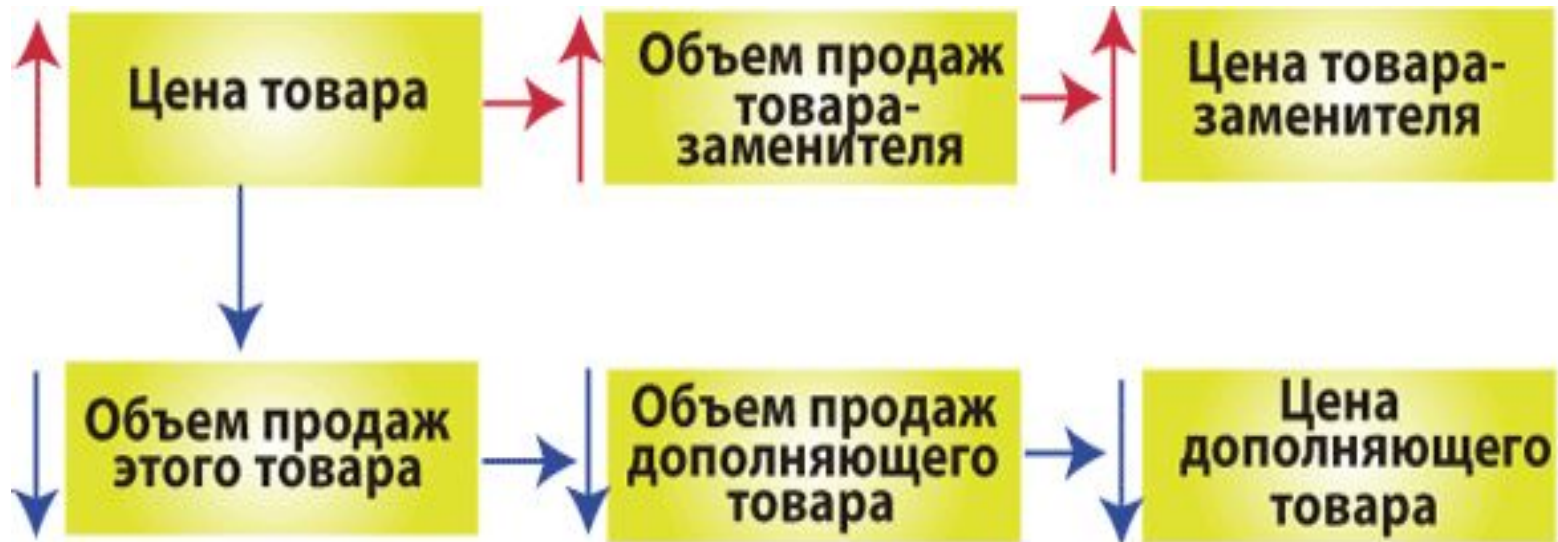 Цена товара
Объем продаж
товара-
заменителя
Цена товара-
заменителя
Объем продаж
этого товара
Объем продаж
дополняющего
товара
Цена
дополняющего
товара